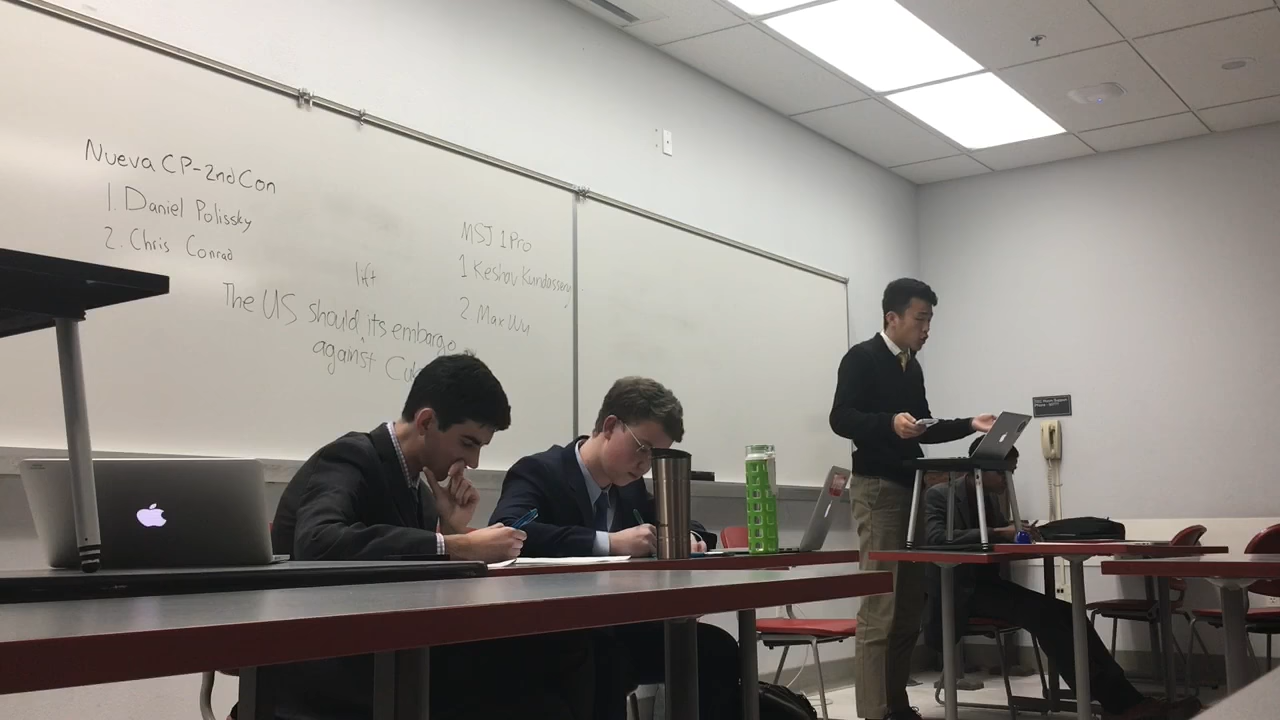 Nueva CP-2nd Con
1. Daniel Polissky
2. Chris Conrad
MSJ 1 Pro
1 Keshav Kundassery
2 Max Wu
lift
The US should its embargo
against